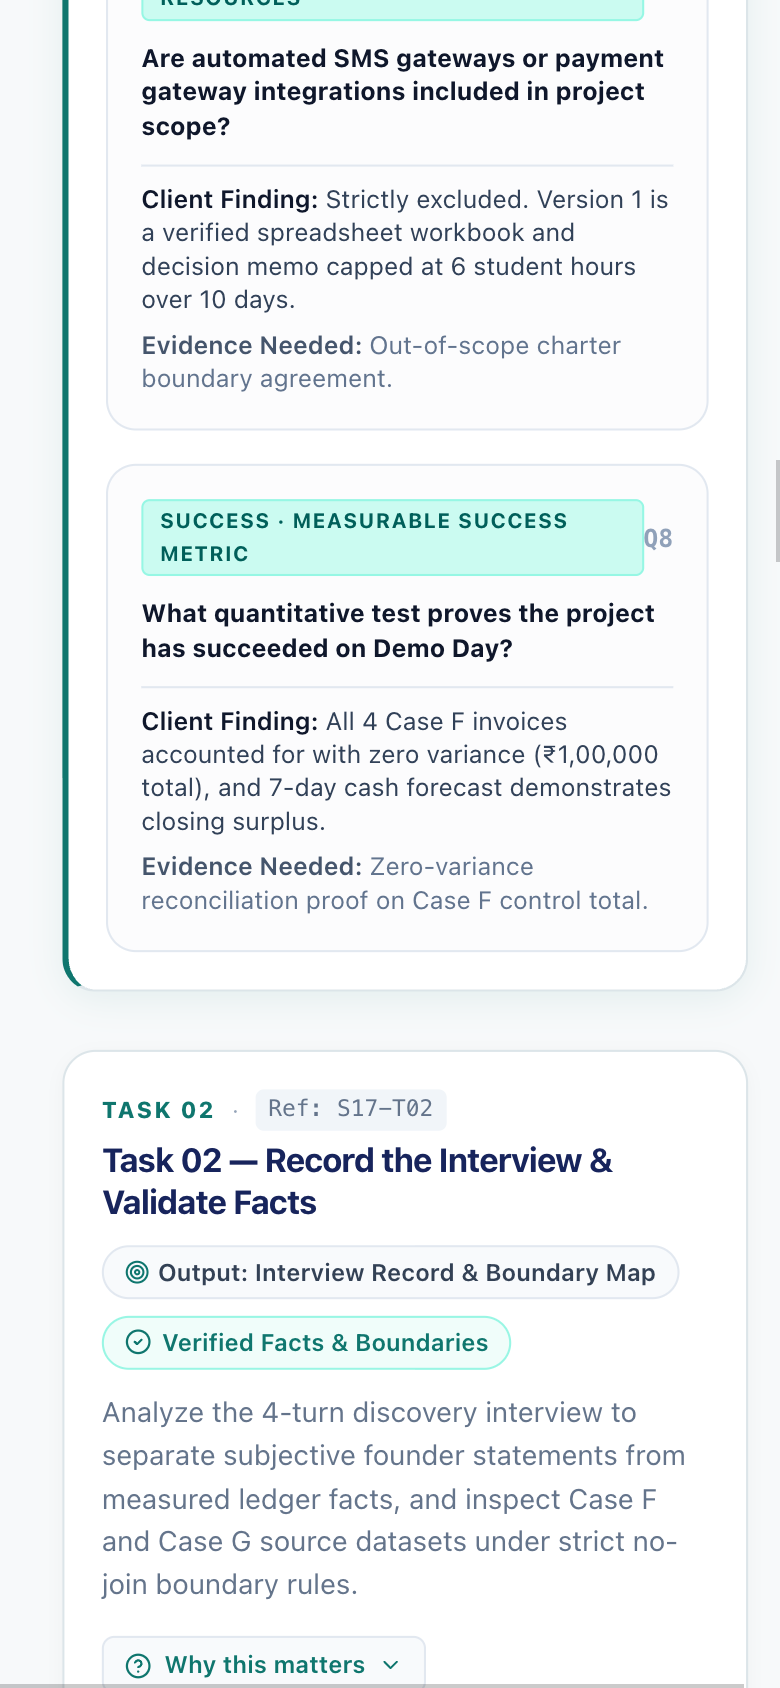 RESOURCES
Are automated SMS gateways or payment
gateway integrations included in project
scope?
Client Finding: Strictly excluded. Version 1 is
a verified spreadsheet workbook and
decision memo capped at 6 student hours
over 10 days.
Evidence Needed: Out-of-scope charter
boundary agreement.
SUCCESS · MEASURABLE SUCCESS
METRIC
Q8
What quantitative test proves the project
has succeeded on Demo Day?
Client Finding: All 4 Case F invoices
accounted for with zero variance (₹1,00,000
total), and 7-day cash forecast demonstrates
closing surplus.
Evidence Needed: Zero-variance
reconciliation proof on Case F control total.
TASK 02 · Ref: S17-T02
Task 02 — Record the Interview &
Validate Facts
Output: Interview Record & Boundary Map
Verified Facts & Boundaries
Analyze the 4-turn discovery interview to
separate subjective founder statements from
measured ledger facts, and inspect Case F
and Case G source datasets under strict no-
join boundary rules.
Why this matters